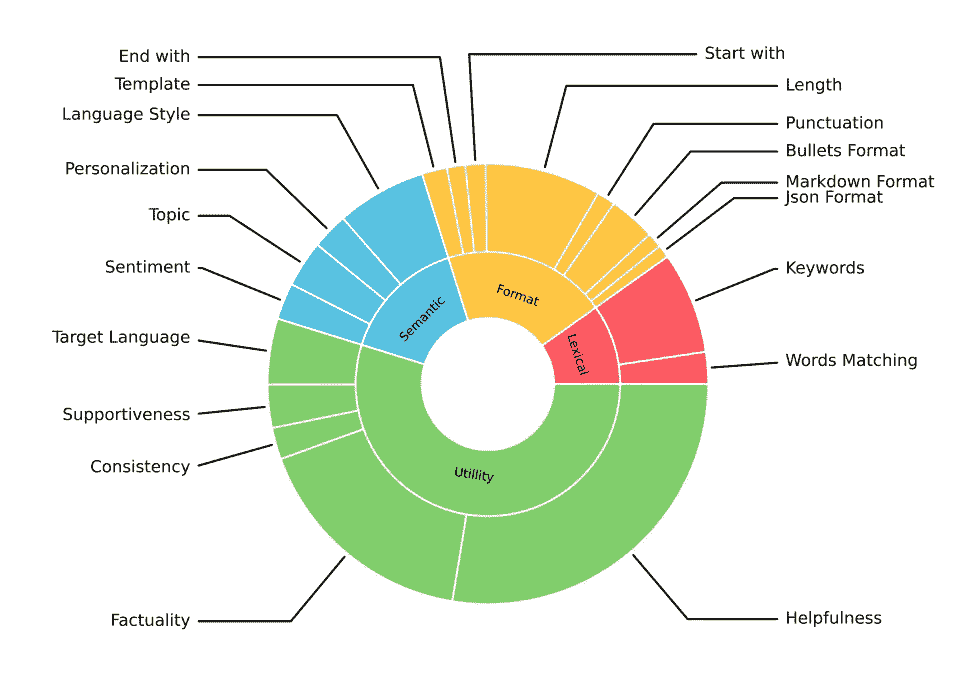 Start with
End with
Template
Length
Language Style
Punctuation
Bullets Format
Personalization
Markdown Format
Json Format
Topic
Sentiment
Keywords
Format
Semantic
Lexical
Target Language
Words Matching
Supportiveness
Consistency
Utillity
Factuality
Helpfulness